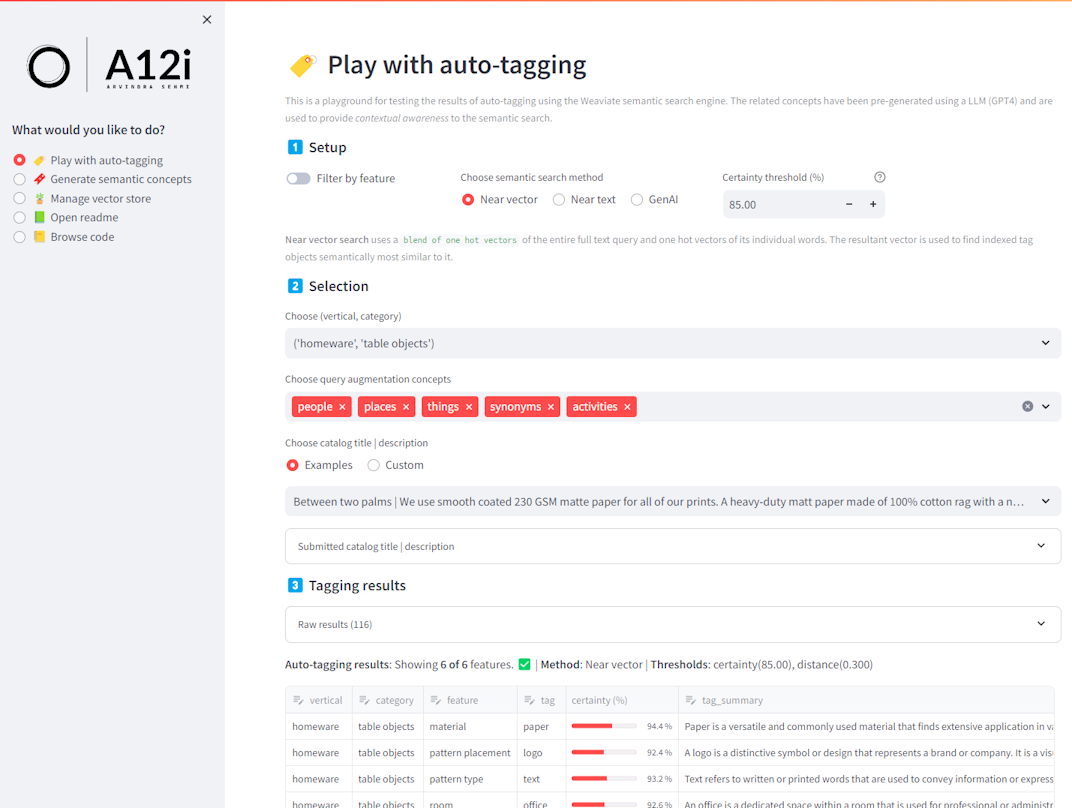 A12i
ARVINDRA SEHMI
What would you like to do?
Play with auto-tagging
Generate semantic concepts
Manage vector store
Open readme
Browse code
Play with auto-tagging
This is a playground for testing the results of auto-tagging using the Weaviate semantic search engine. The related concepts have been pre-generated using a LLM (GPT4) and are
used to provide contextual awareness to the semantic search.
1 Setup
Filter by feature
Choose semantic search method
Near vector Near text GenAI
Certainty threshold (%)
85.00
Near vector search uses a blend of one hot vectors of the entire full text query and one hot vectors of its individual words. The resultant vector is used to find indexed tag
objects semantically most similar to it.
2 Selection
Choose (vertical, category)
('homeware', 'table objects')
Choose query augmentation concepts
people places things synonyms activities
Choose catalog title | description
Examples Custom
Between two palms | We use smooth coated 230 GSM matte paper for all of our prints. A heavy-duty matt paper made of 100% cotton rag with a n…
Submitted catalog title | description
3 Tagging results
Raw results (116)
Auto-tagging results: Showing 6 of 6 features. ✅ | Method: Near vector | Thresholds: certainty(85.00), distance(0.300)
vertical category feature tag certainty (%) tag_summary
homeware table objects material paper 94.4 % Paper is a versatile and commonly used material that finds extensive application in
homeware table objects pattern placement logo 92.4 % A logo is a distinctive symbol or design that represents a brand or company. It is a
homeware table objects pattern type text 93.2 % Text refers to written or printed words that are used to convey information or
homeware table objects room office 92.6 % An office is a dedicated space within a room that is used for professional or